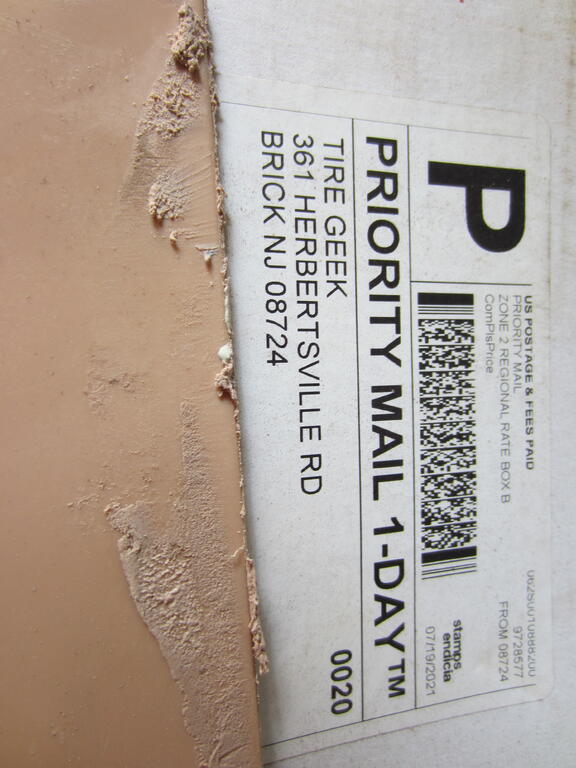 P
US POSTAGE & FEES PAID
PRIORITY MAIL
ZONE 2 REGIONAL RATE BOX B
ComPlsPrice
9728577
FROM 08724
stamps
endicia
07/19/2021
PRIORITY MAIL 1-DAY™
TIRE GEEK
361 HERBERTSVILLE RD
BRICK NJ 08724
0020